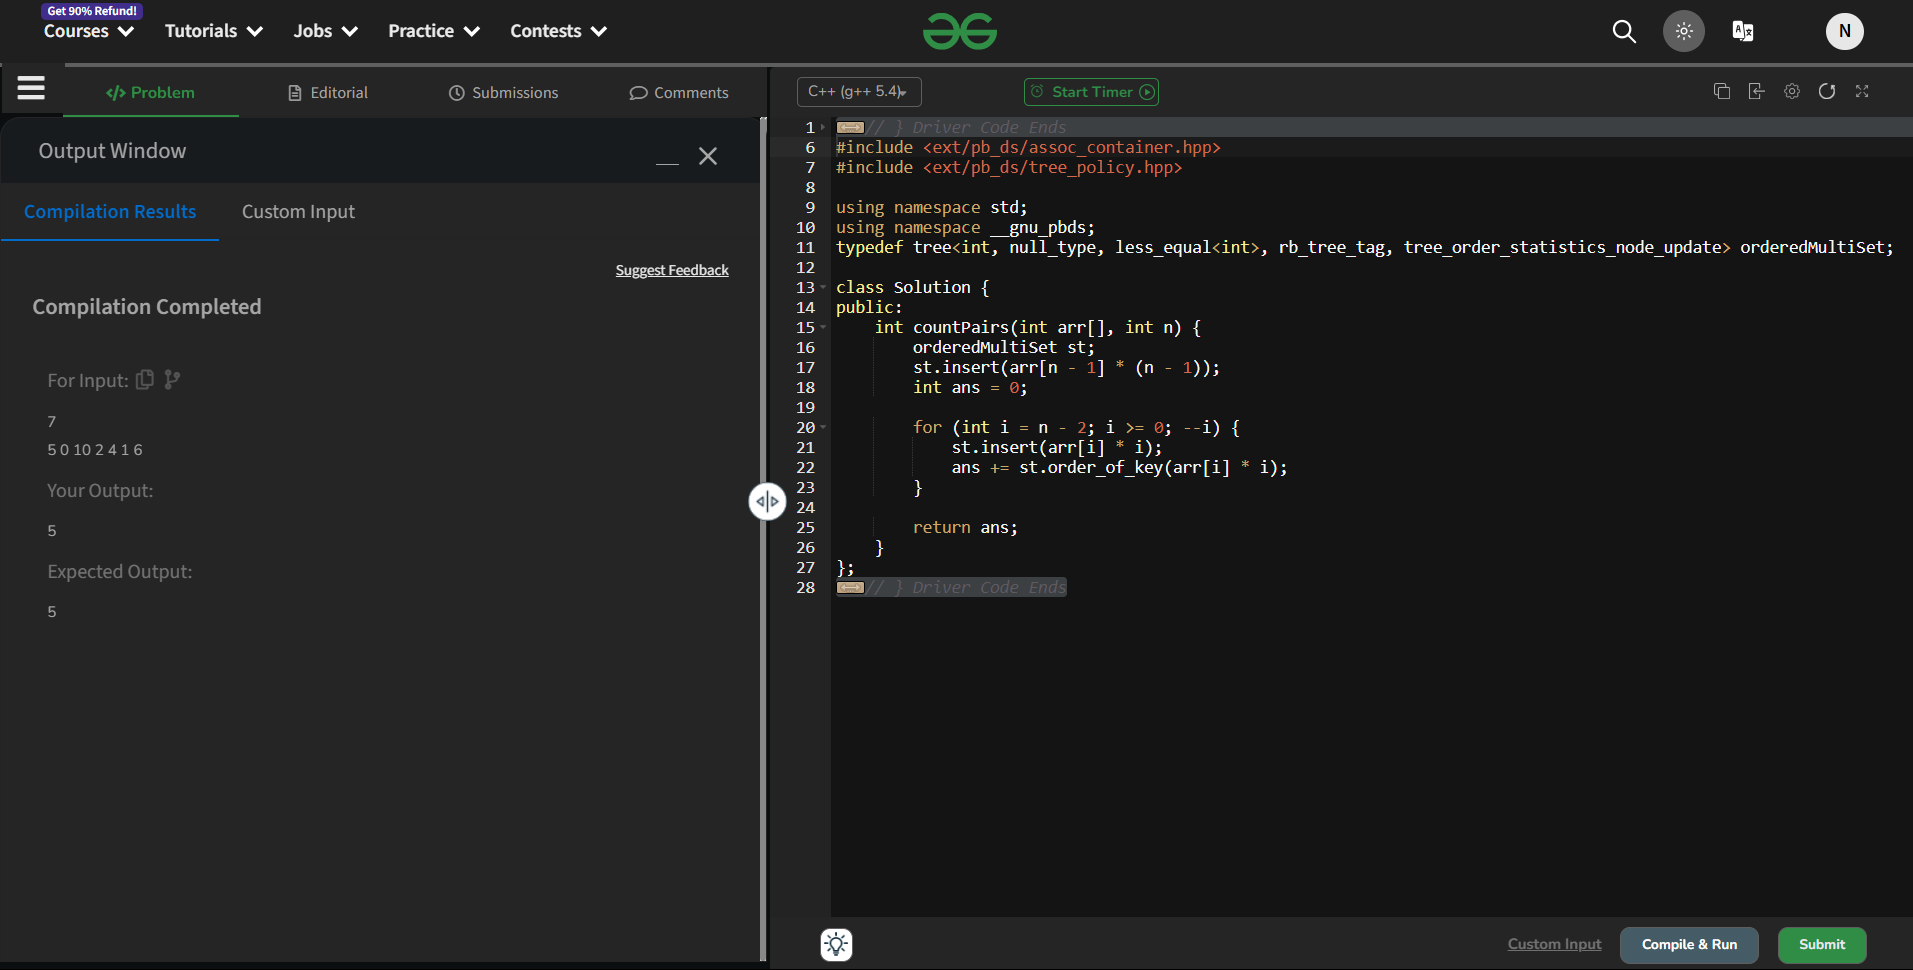 Get 90% Refund!
Courses Tutorials Jobs Practice Contests
N
</> Problem Editorial Submissions Comments
C++ (g++ 5.4) Start Timer
Output Window
Compilation Results Custom Input
Suggest Feedback
Compilation Completed
For Input:
7
5 0 10 2 4 1 6
Your Output:
5
Expected Output:
5
1 // } Driver Code Ends
6 #include <ext/pb_ds/assoc_container.hpp>
7 #include <ext/pb_ds/tree_policy.hpp>
8
9 using namespace std;
10 using namespace __gnu_pbds;
11 typedef tree<int, null_type, less_equal<int>, rb_tree_tag, tree_order_statistics_node_update> orderedMultiSet;
12
13 class Solution {
14 public:
15     int countPairs(int arr[], int n) {
16         orderedMultiSet st;
17         st.insert(arr[n - 1] * (n - 1));
18         int ans = 0;
19
20         for (int i = n - 2; i >= 0; --i) {
21             st.insert(arr[i] * i);
22             ans += st.order_of_key(arr[i] * i);
23         }
24
25         return ans;
26     }
27 };
28 // } Driver Code Ends
Custom Input Compile & Run Submit